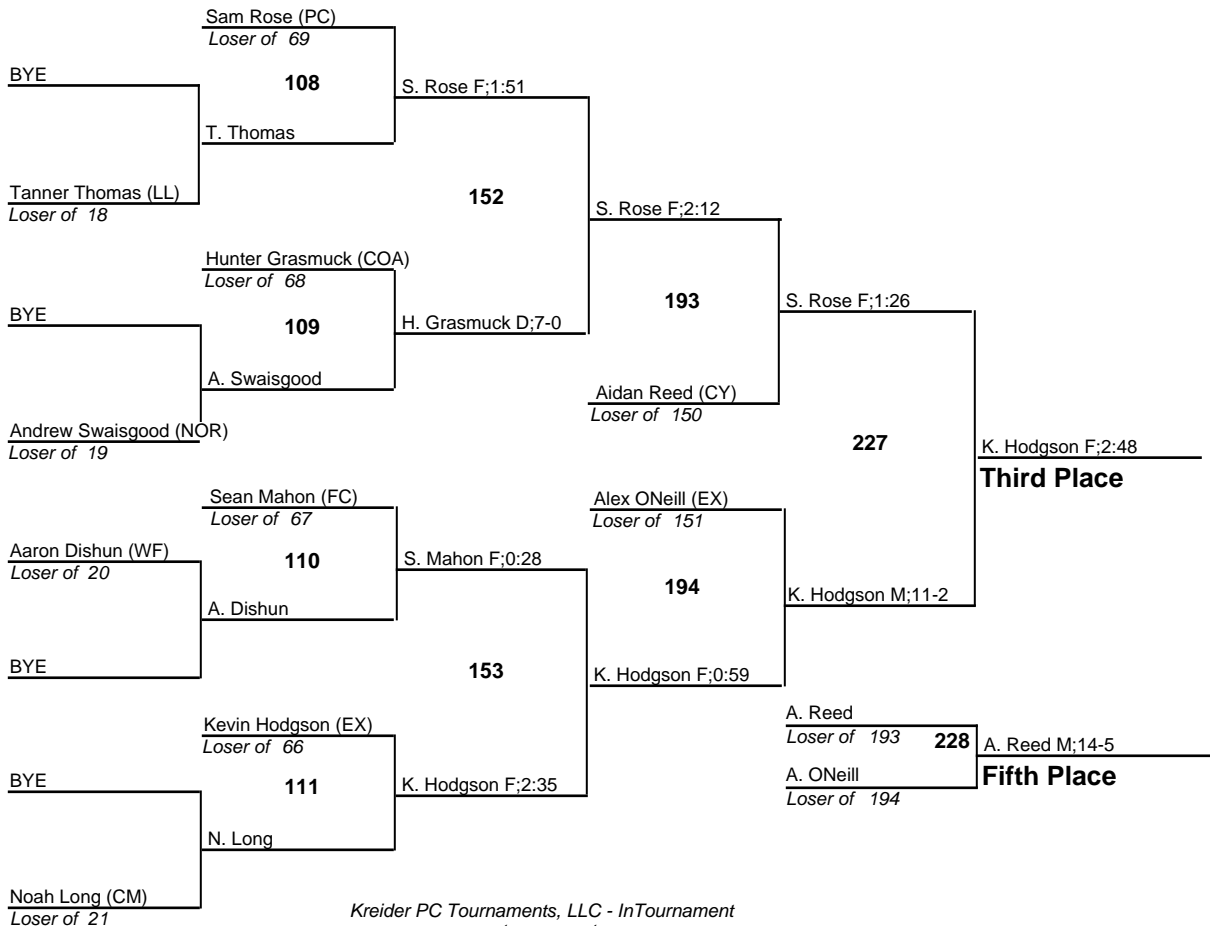 Sam Rose (PC)
Loser of 69
BYE
108
S. Rose F;1:51
T. Thomas
Tanner Thomas (LL)
Loser of 18
152
S. Rose F;2:12
Hunter Grasmuck (COA)
Loser of 68
BYE
109
H. Grasmuck D;7-0
193
S. Rose F;1:26
A. Swaisgood
Aidan Reed (CY)
Loser of 150
Andrew Swaisgood (NOR)
Loser of 19
227
K. Hodgson F;2:48
Third Place
Sean Mahon (FC)
Loser of 67
Alex ONeill (EX)
Loser of 151
Aaron Dishun (WF)
Loser of 20
110
S. Mahon F;0:28
194
K. Hodgson M;11-2
A. Dishun
BYE
153
K. Hodgson F;0:59
Kevin Hodgson (EX)
Loser of 66
A. Reed
Loser of 193
228
A. Reed M;14-5
Fifth Place
BYE
111
K. Hodgson F;2:35
A. ONeill
Loser of 194
N. Long
Noah Long (CM)
Loser of 21
Kreider PC Tournaments, LLC - InTournament